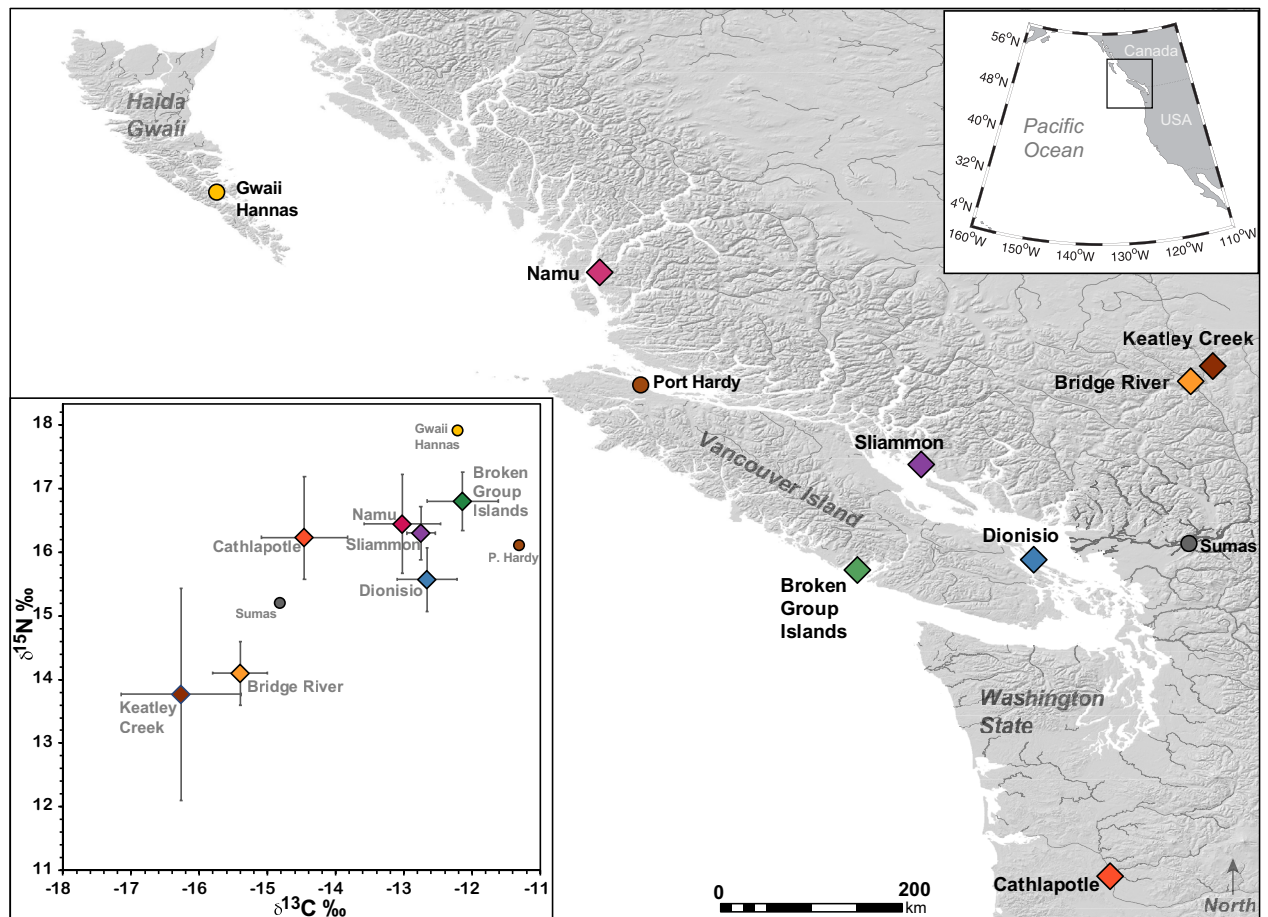 Haida
Gwaii
Gwaii
Hannas
Namu
Port Hardy
Keatley Creek
Bridge River
Sliammon
Vancouver Island
Dionisio
Sumas
Broken
Group
Islands
Washington
State
Cathlapotle
0
200
km
North
56°N
48°N
40°N
32°N
4°N
160°W
150°W
140°W
130°W
120°W
110°W
Canada
USA
Pacific
Ocean
18
17
16
15
14
13
12
11
δ15N ‰
-18
-17
-16
-15
-14
-13
-12
-11
δ13C ‰
Gwaii
Hannas
Broken
Group
Islands
Namu
Sliammon
Cathlapotle
P. Hardy
Dionisio
Sumas
Bridge River
Keatley
Creek